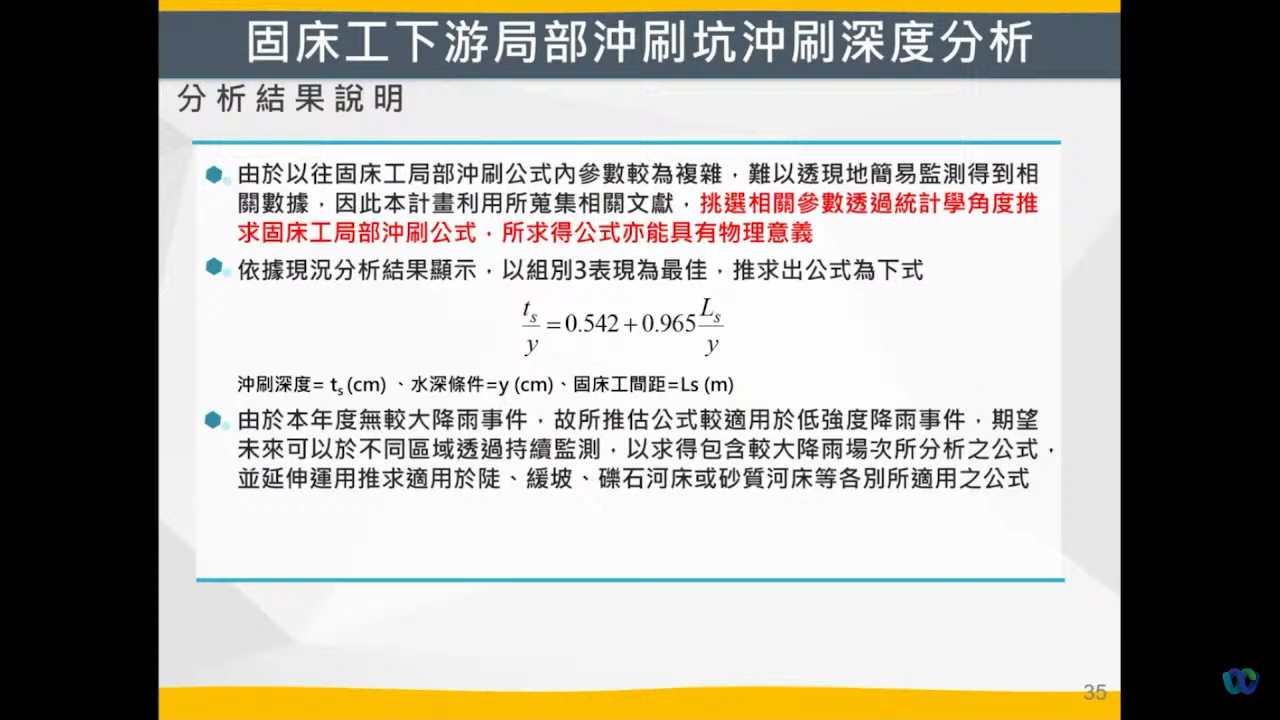 固床工下游局部沖刷坑沖刷深度分析
分析結果說明
由於以往固床工局部沖刷公式內參數較為複雜，難以透現地簡易監測得到相
關數據，因此本計畫利用所蒐集相關文獻，挑選相關參數透過統計學角度推
求固床工局部沖刷公式，所求得公式亦能具有物理意義
依據現況分析結果顯示，以組別3表現為最佳，推求出公式為下式
t_s/y = 0.542 + 0.965 L_s/y
沖刷深度= ts (cm) 、水深條件=y (cm)、固床工間距=Ls (m)
由於本年度無較大降雨事件，故所推估公式較適用於低強度降雨事件，期望
未來可以於不同區域透過持續監測，以求得包含較大降雨場次所分析之公式，
並延伸運用推求適用於陡、緩坡、礫石河床或砂質河床等各別所適用之公式
35